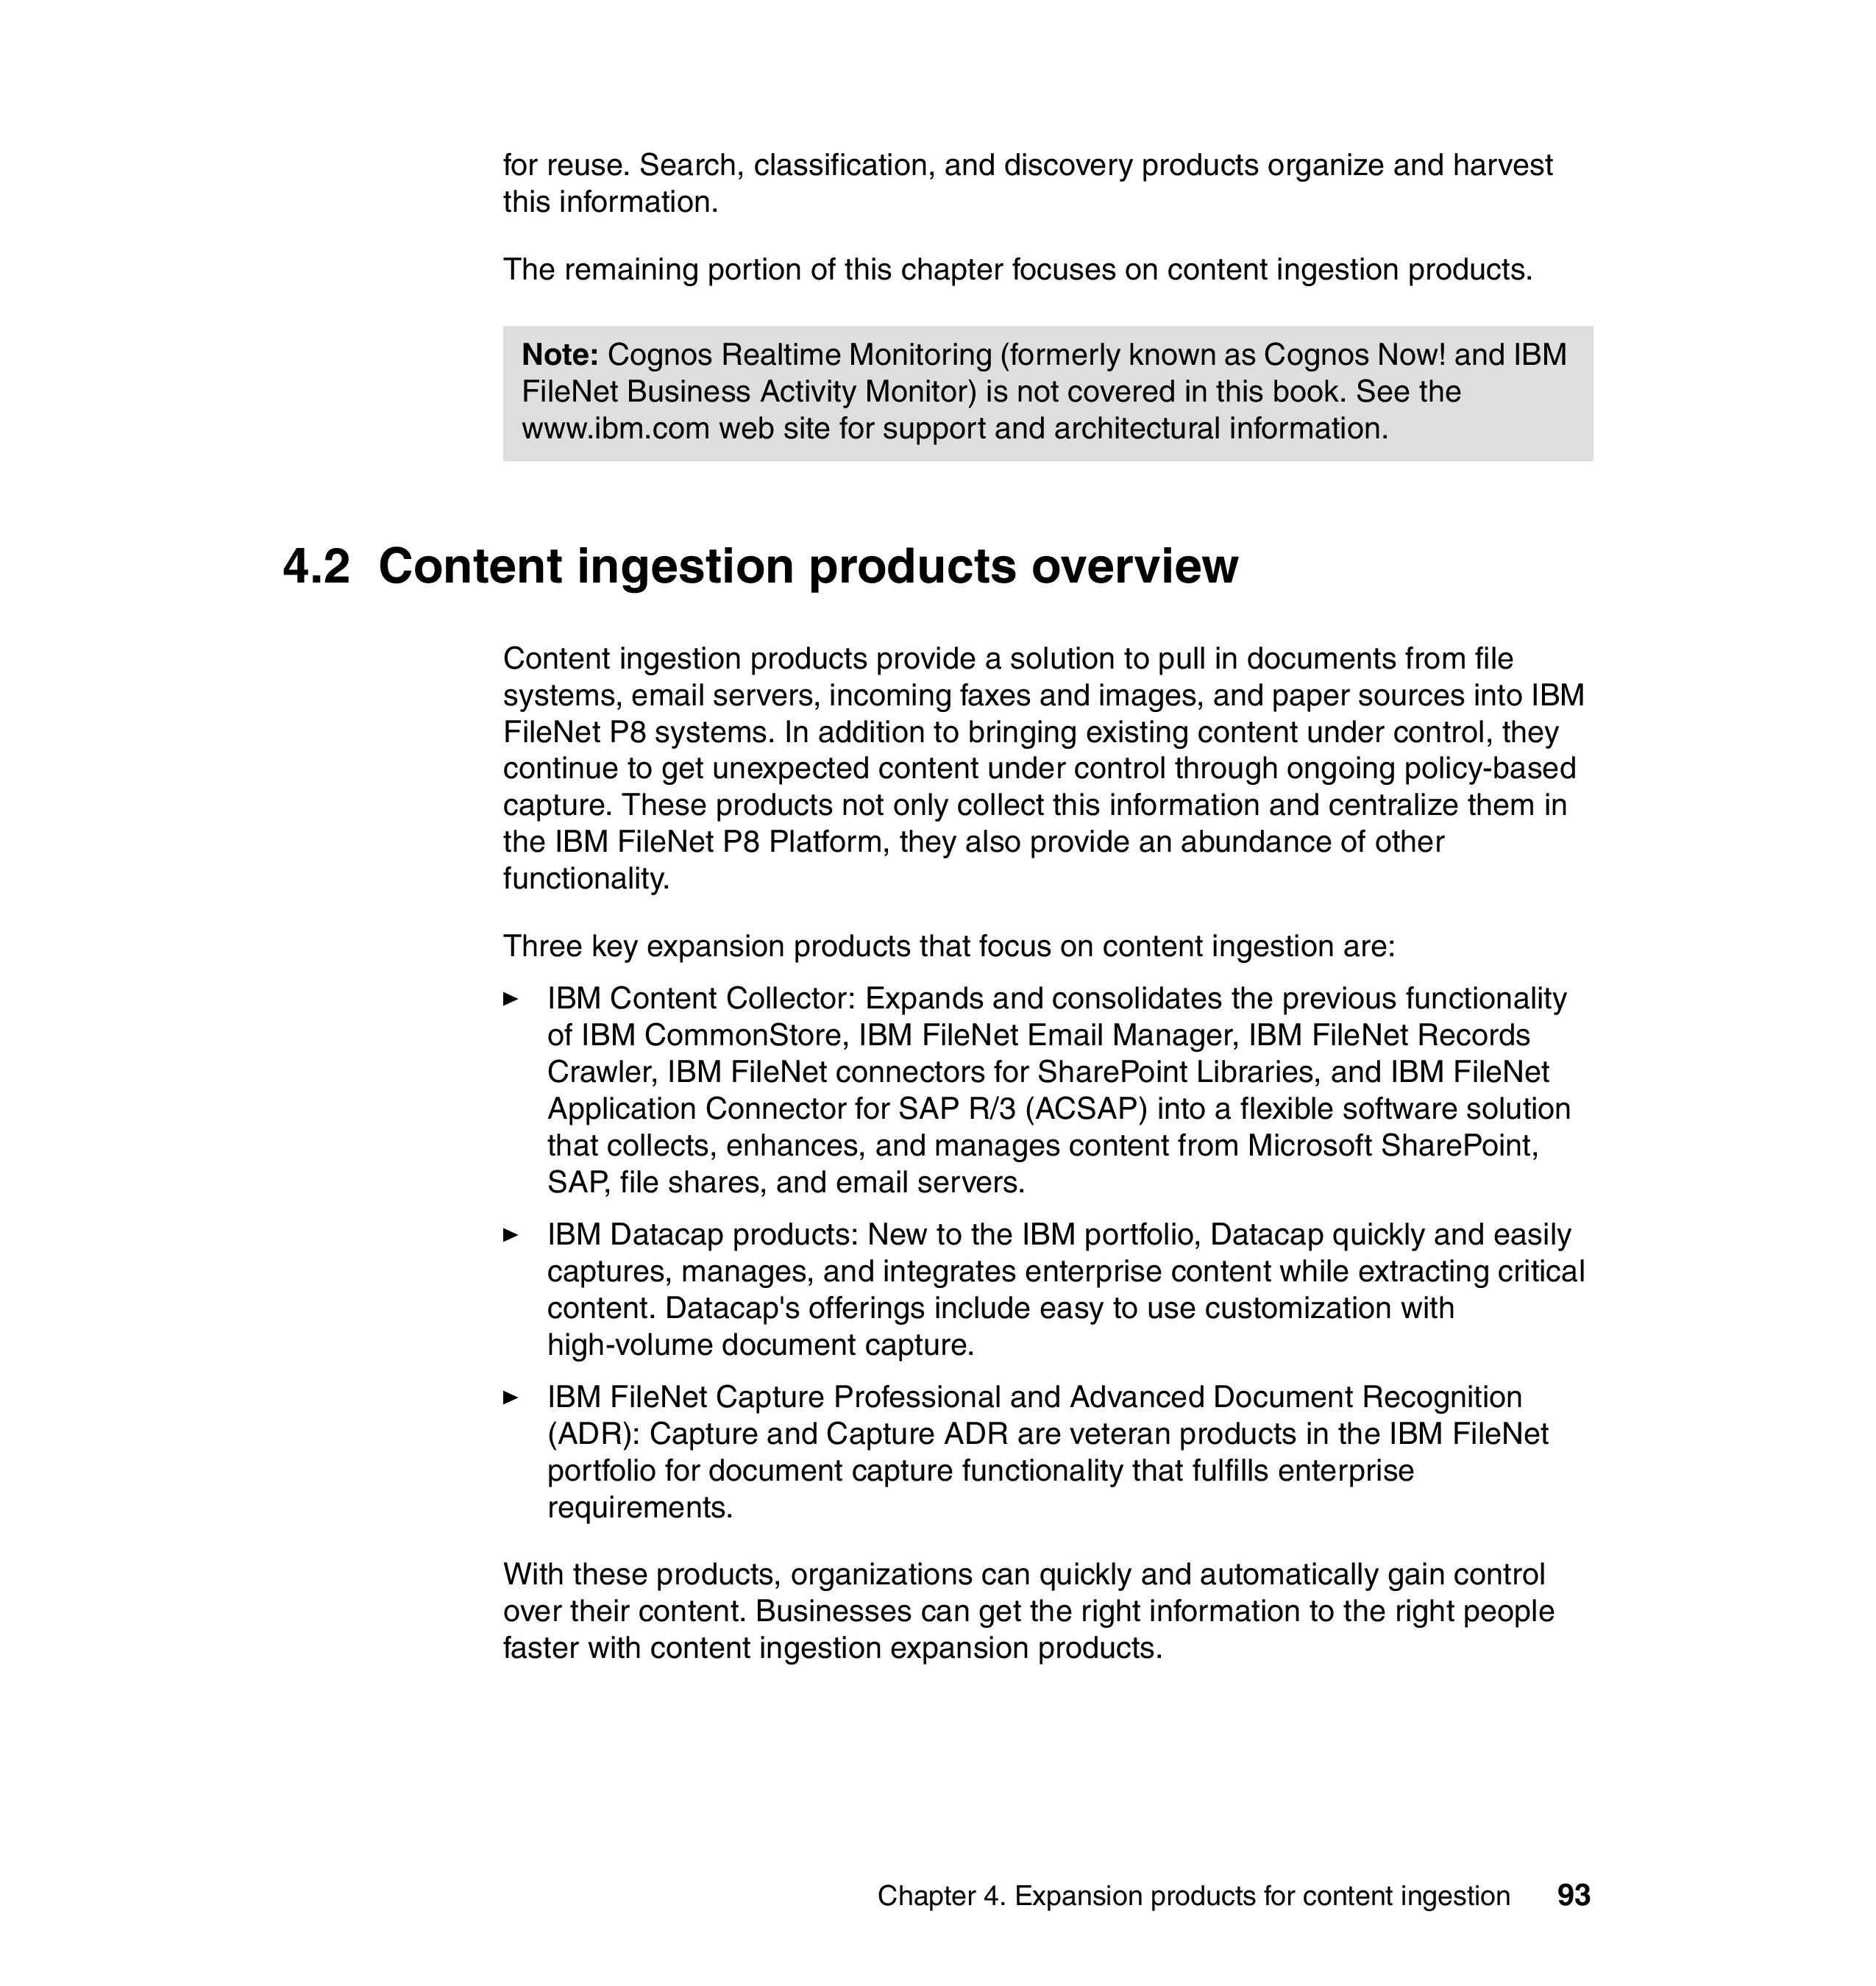 for reuse. Search, classification, and discovery products organize and harvest
this information.
The remaining portion of this chapter focuses on content ingestion products.
Note: Cognos Realtime Monitoring (formerly known as Cognos Now! and IBM
FileNet Business Activity Monitor) is not covered in this book. See the
www.ibm.com web site for support and architectural information.
4.2 Content ingestion products overview
Content ingestion products provide a solution to pull in documents from file
systems, email servers, incoming faxes and images, and paper sources into IBM
FileNet P8 systems. In addition to bringing existing content under control, they
continue to get unexpected content under control through ongoing policy-based
capture. These products not only collect this information and centralize them in
the IBM FileNet P8 Platform, they also provide an abundance of other
functionality.
Three key expansion products that focus on content ingestion are:
► IBM Content Collector: Expands and consolidates the previous functionality
of IBM CommonStore, IBM FileNet Email Manager, IBM FileNet Records
Crawler, IBM FileNet connectors for SharePoint Libraries, and IBM FileNet
Application Connector for SAP R/3 (ACSAP) into a flexible software solution
that collects, enhances, and manages content from Microsoft SharePoint,
SAP, file shares, and email servers.
► IBM Datacap products: New to the IBM portfolio, Datacap quickly and easily
captures, manages, and integrates enterprise content while extracting critical
content. Datacap's offerings include easy to use customization with
high-volume document capture.
► IBM FileNet Capture Professional and Advanced Document Recognition
(ADR): Capture and Capture ADR are veteran products in the IBM FileNet
portfolio for document capture functionality that fulfills enterprise
requirements.
With these products, organizations can quickly and automatically gain control
over their content. Businesses can get the right information to the right people
faster with content ingestion expansion products.
Chapter 4. Expansion products for content ingestion 93